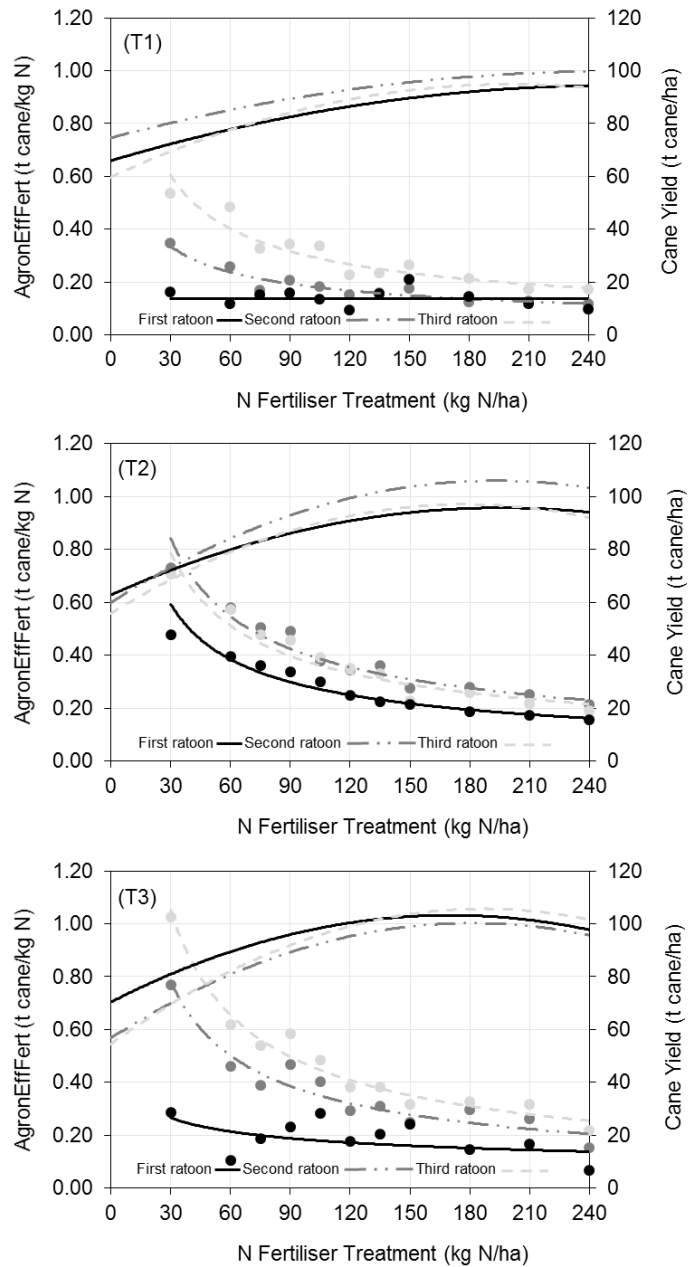 (T1)
AgronEffFert (t cane/kg N)
1.20
1.00
0.80
0.60
0.40
0.20
0.00
120
100
80
60
40
20
0
Cane Yield (t cane/ha)
First ratoon Second ratoon Third ratoon
0 30 60 90 120 150 180 210 240
N Fertiliser Treatment (kg N/ha)
(T2)
AgronEffFert (t cane/kg N)
1.20
1.00
0.80
0.60
0.40
0.20
0.00
120
100
80
60
40
20
0
Cane Yield (t cane/ha)
First ratoon Second ratoon Third ratoon
0 30 60 90 120 150 180 210 240
N Fertiliser Treatment (kg N/ha)
(T3)
AgronEffFert (t cane/kg N)
1.20
1.00
0.80
0.60
0.40
0.20
0.00
120
100
80
60
40
20
0
Cane Yield (t cane/ha)
First ratoon Second ratoon Third ratoon
0 30 60 90 120 150 180 210 240
N Fertiliser Treatment (kg N/ha)